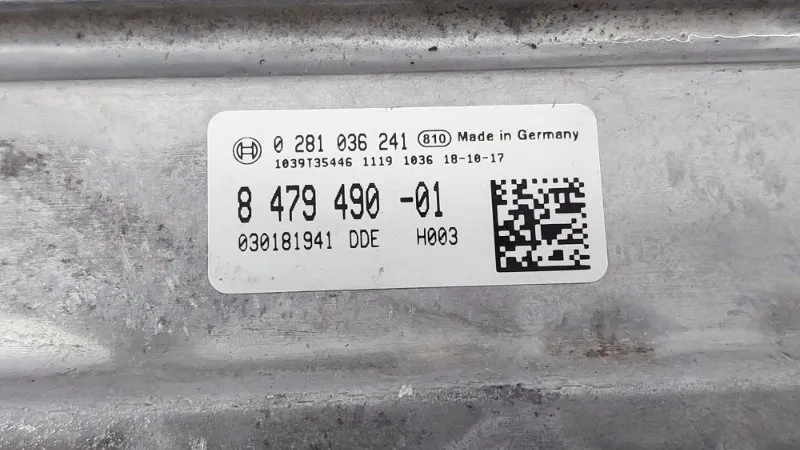 0 281 036 241 810 Made in Germany
1039T35446 1119 1036 18-10-17
8 479 490 -01
030181941 DDE H003